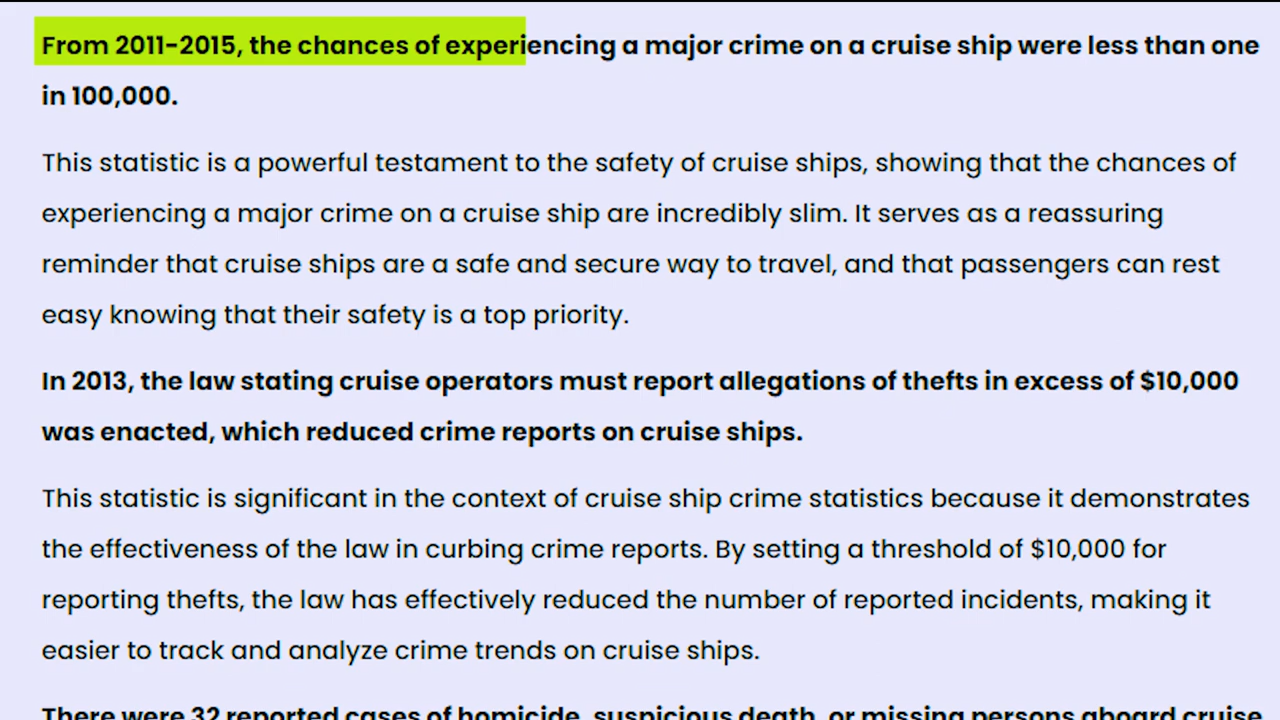 From 2011-2015, the chances of experiencing a major crime on a cruise ship were less than one
in 100,000.
This statistic is a powerful testament to the safety of cruise ships, showing that the chances of
experiencing a major crime on a cruise ship are incredibly slim. It serves as a reassuring
reminder that cruise ships are a safe and secure way to travel, and that passengers can rest
easy knowing that their safety is a top priority.
In 2013, the law stating cruise operators must report allegations of thefts in excess of $10,000
was enacted, which reduced crime reports on cruise ships.
This statistic is significant in the context of cruise ship crime statistics because it demonstrates
the effectiveness of the law in curbing crime reports. By setting a threshold of $10,000 for
reporting thefts, the law has effectively reduced the number of reported incidents, making it
easier to track and analyze crime trends on cruise ships.
There were 32 reported cases of homicide, suspicious death, or missing persons aboard cruise